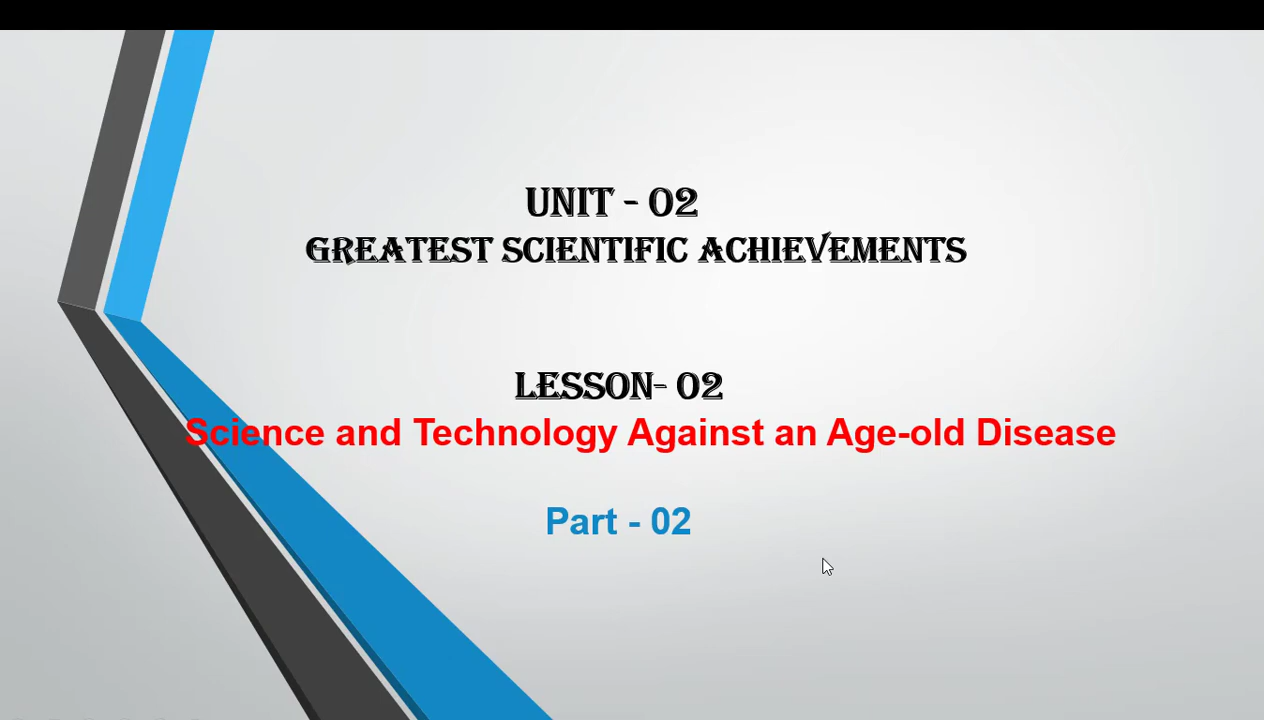 UNIT - 02
GREATEST SCIENTIFIC ACHIEVEMENTS
LESSON- 02
Science and Technology Against an Age-old Disease
Part - 02